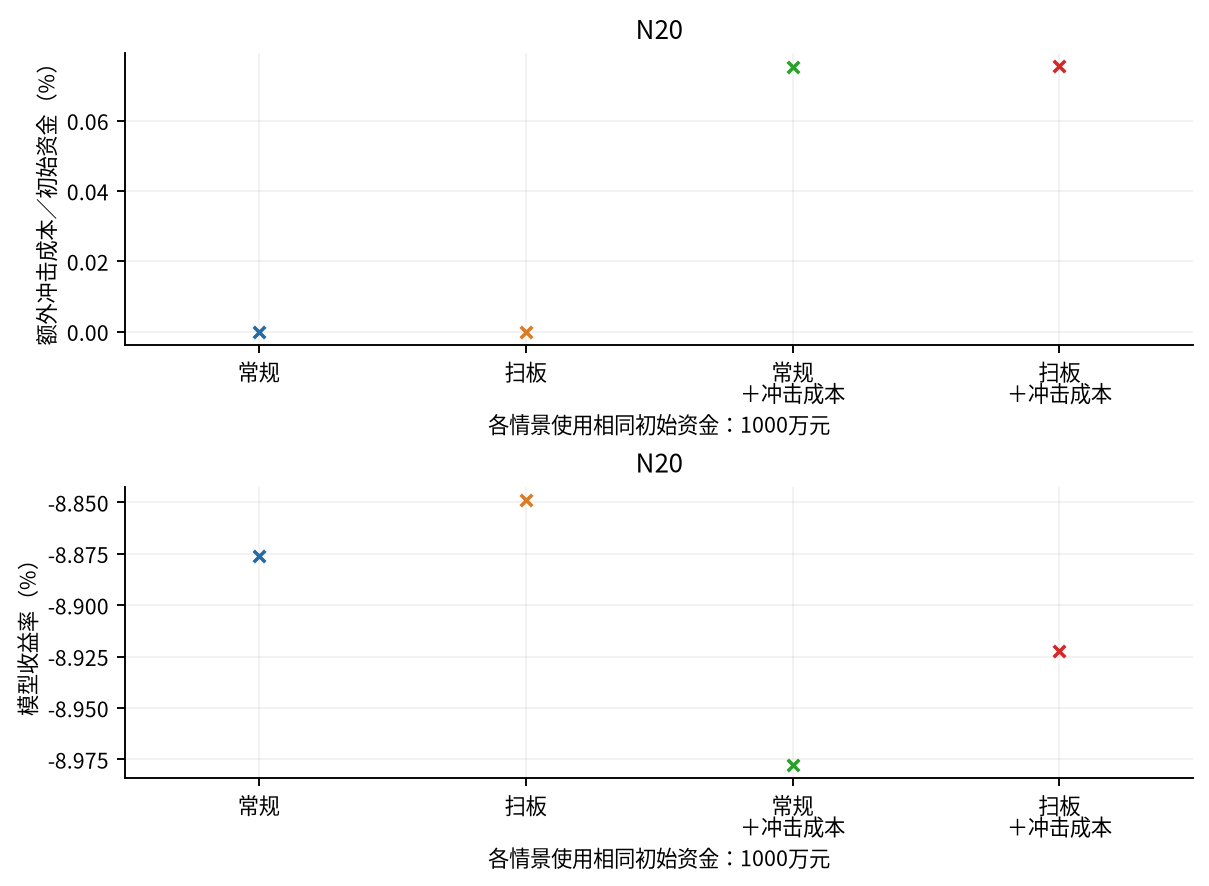 N20
额外冲击成本／初始资金（%）
0.06
0.04
0.02
0.00
常规
扫板
常规
＋冲击成本
扫板
＋冲击成本
各情景使用相同初始资金：1000万元
N20
模型收益率（%）
-8.850
-8.875
-8.900
-8.925
-8.950
-8.975
常规
扫板
常规
＋冲击成本
扫板
＋冲击成本
各情景使用相同初始资金：1000万元